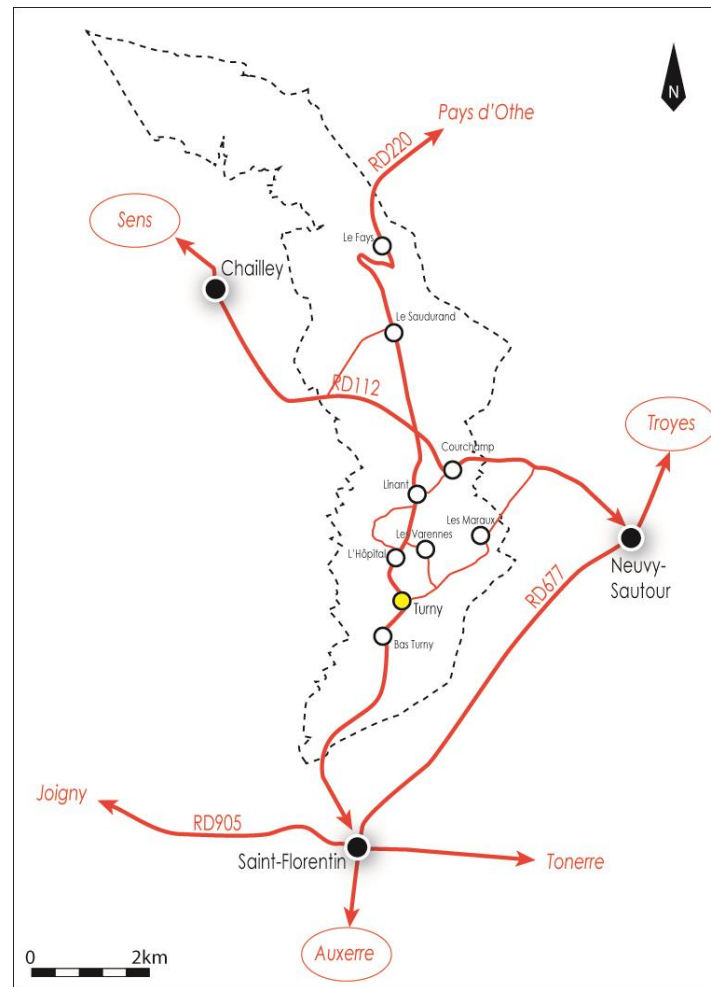 N
Pays d'Othe
RD220
Sens
Le Fays
Chailley
Le Saudurand
RD112
Troyes
Courchamp
Linant
Les Maraux
Les Varennes
L'Hôpital
Neuvy-
Sautour
RD677
Turny
Bas Turny
Joigny
RD905
Saint-Florentin
Tonerre
Auxerre
0 2km